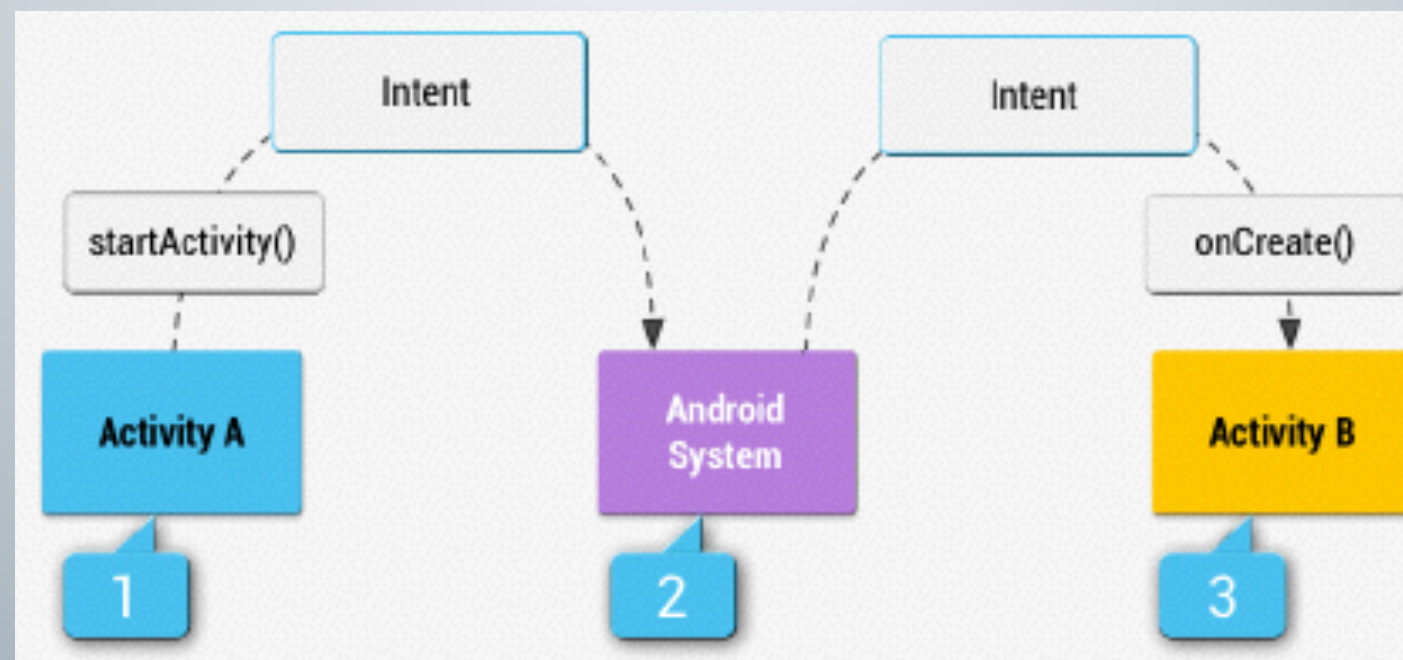 Intent
Intent
startActivity()
onCreate()
Activity A
Android
System
Activity B
1
2
3